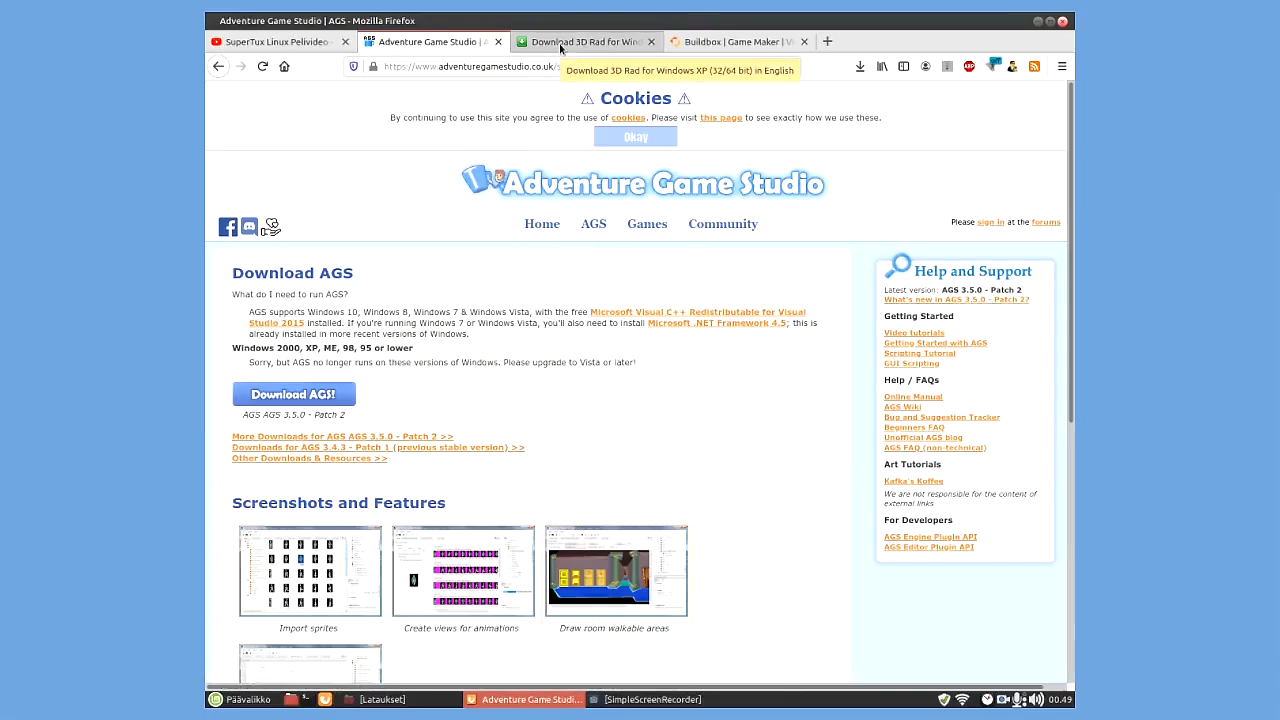 Adventure Game Studio | AGS - Mozilla Firefox
SuperTux Linux Pelivideo
Adventure Game Studio | A
Download 3D Rad for Wind
Buildbox | Game Maker | Vi
https://www.adventuregamestudio.co.uk/s
Download 3D Rad for Windows XP (32/64 bit) in English
ABP
⚠ Cookies ⚠
By continuing to use this site you agree to the use of cookies. Please visit this page to see exactly how we use these.
Okay
Adventure Game Studio
Home AGS Games Community
Please sign in at the forums
Download AGS
What do I need to run AGS?
AGS supports Windows 10, Windows 8, Windows 7 & Windows Vista, with the free Microsoft Visual C++ Redistributable for Visual
Studio 2015 installed. If you're running Windows 7 or Windows Vista, you'll also need to install Microsoft .NET Framework 4.5; this is
already installed in more recent versions of Windows.
Windows 2000, XP, ME, 98, 95 or lower
Sorry, but AGS no longer runs on these versions of Windows. Please upgrade to Vista or later!
Download AGS!
AGS AGS 3.5.0 - Patch 2
More Downloads for AGS AGS 3.5.0 - Patch 2 >>
Downloads for AGS 3.4.3 - Patch 1 (previous stable version) >>
Other Downloads & Resources >>
Screenshots and Features
Import sprites
Create views for animations
Draw room walkable areas
Help and Support
Latest version: AGS 3.5.0 - Patch 2
What's new in AGS 3.5.0 - Patch 2?
Getting Started
Video tutorials
Getting Started with AGS
Scripting Tutorial
GUI Scripting
Help / FAQs
Online Manual
AGS Wiki
Bug and Suggestion Tracker
Beginners FAQ
Unofficial AGS blog
AGS FAQ (non-technical)
Art Tutorials
Kafka's Koffee
We are not responsible for the content of
external links
For Developers
AGS Engine Plugin API
AGS Editor Plugin API
Päävalikko
[Lataukset]
Adventure Game Studi...
[SimpleScreenRecorder]
00.49